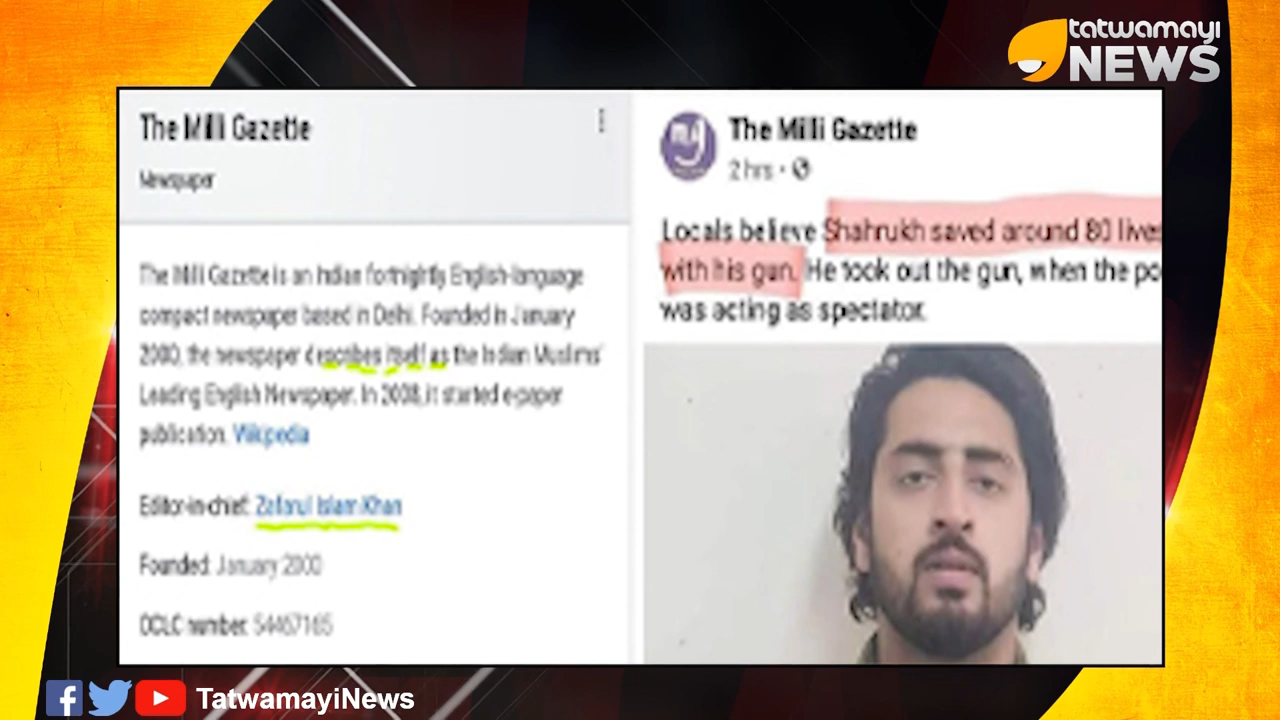 tatwamayi
NEWS
The Milli Gazette
Newspaper
The Milli Gazette is an Indian fortnightly English-language
compact newspaper based in Delhi. Founded in January
2000, the newspaper describes itself as the Indian Muslims'
Leading English Newspaper. In 2008, it started e-paper
publication. Wikipedia
Editor-in-chief: Zafarul Islam Khan
Founded: January 2000
OCLC number: 54467165
mg
The Milli Gazette
2 hrs ·
Locals believe Shahrukh saved around 80 lives
with his gun. He took out the gun, when the po
was acting as spectator.
TatwamayiNews